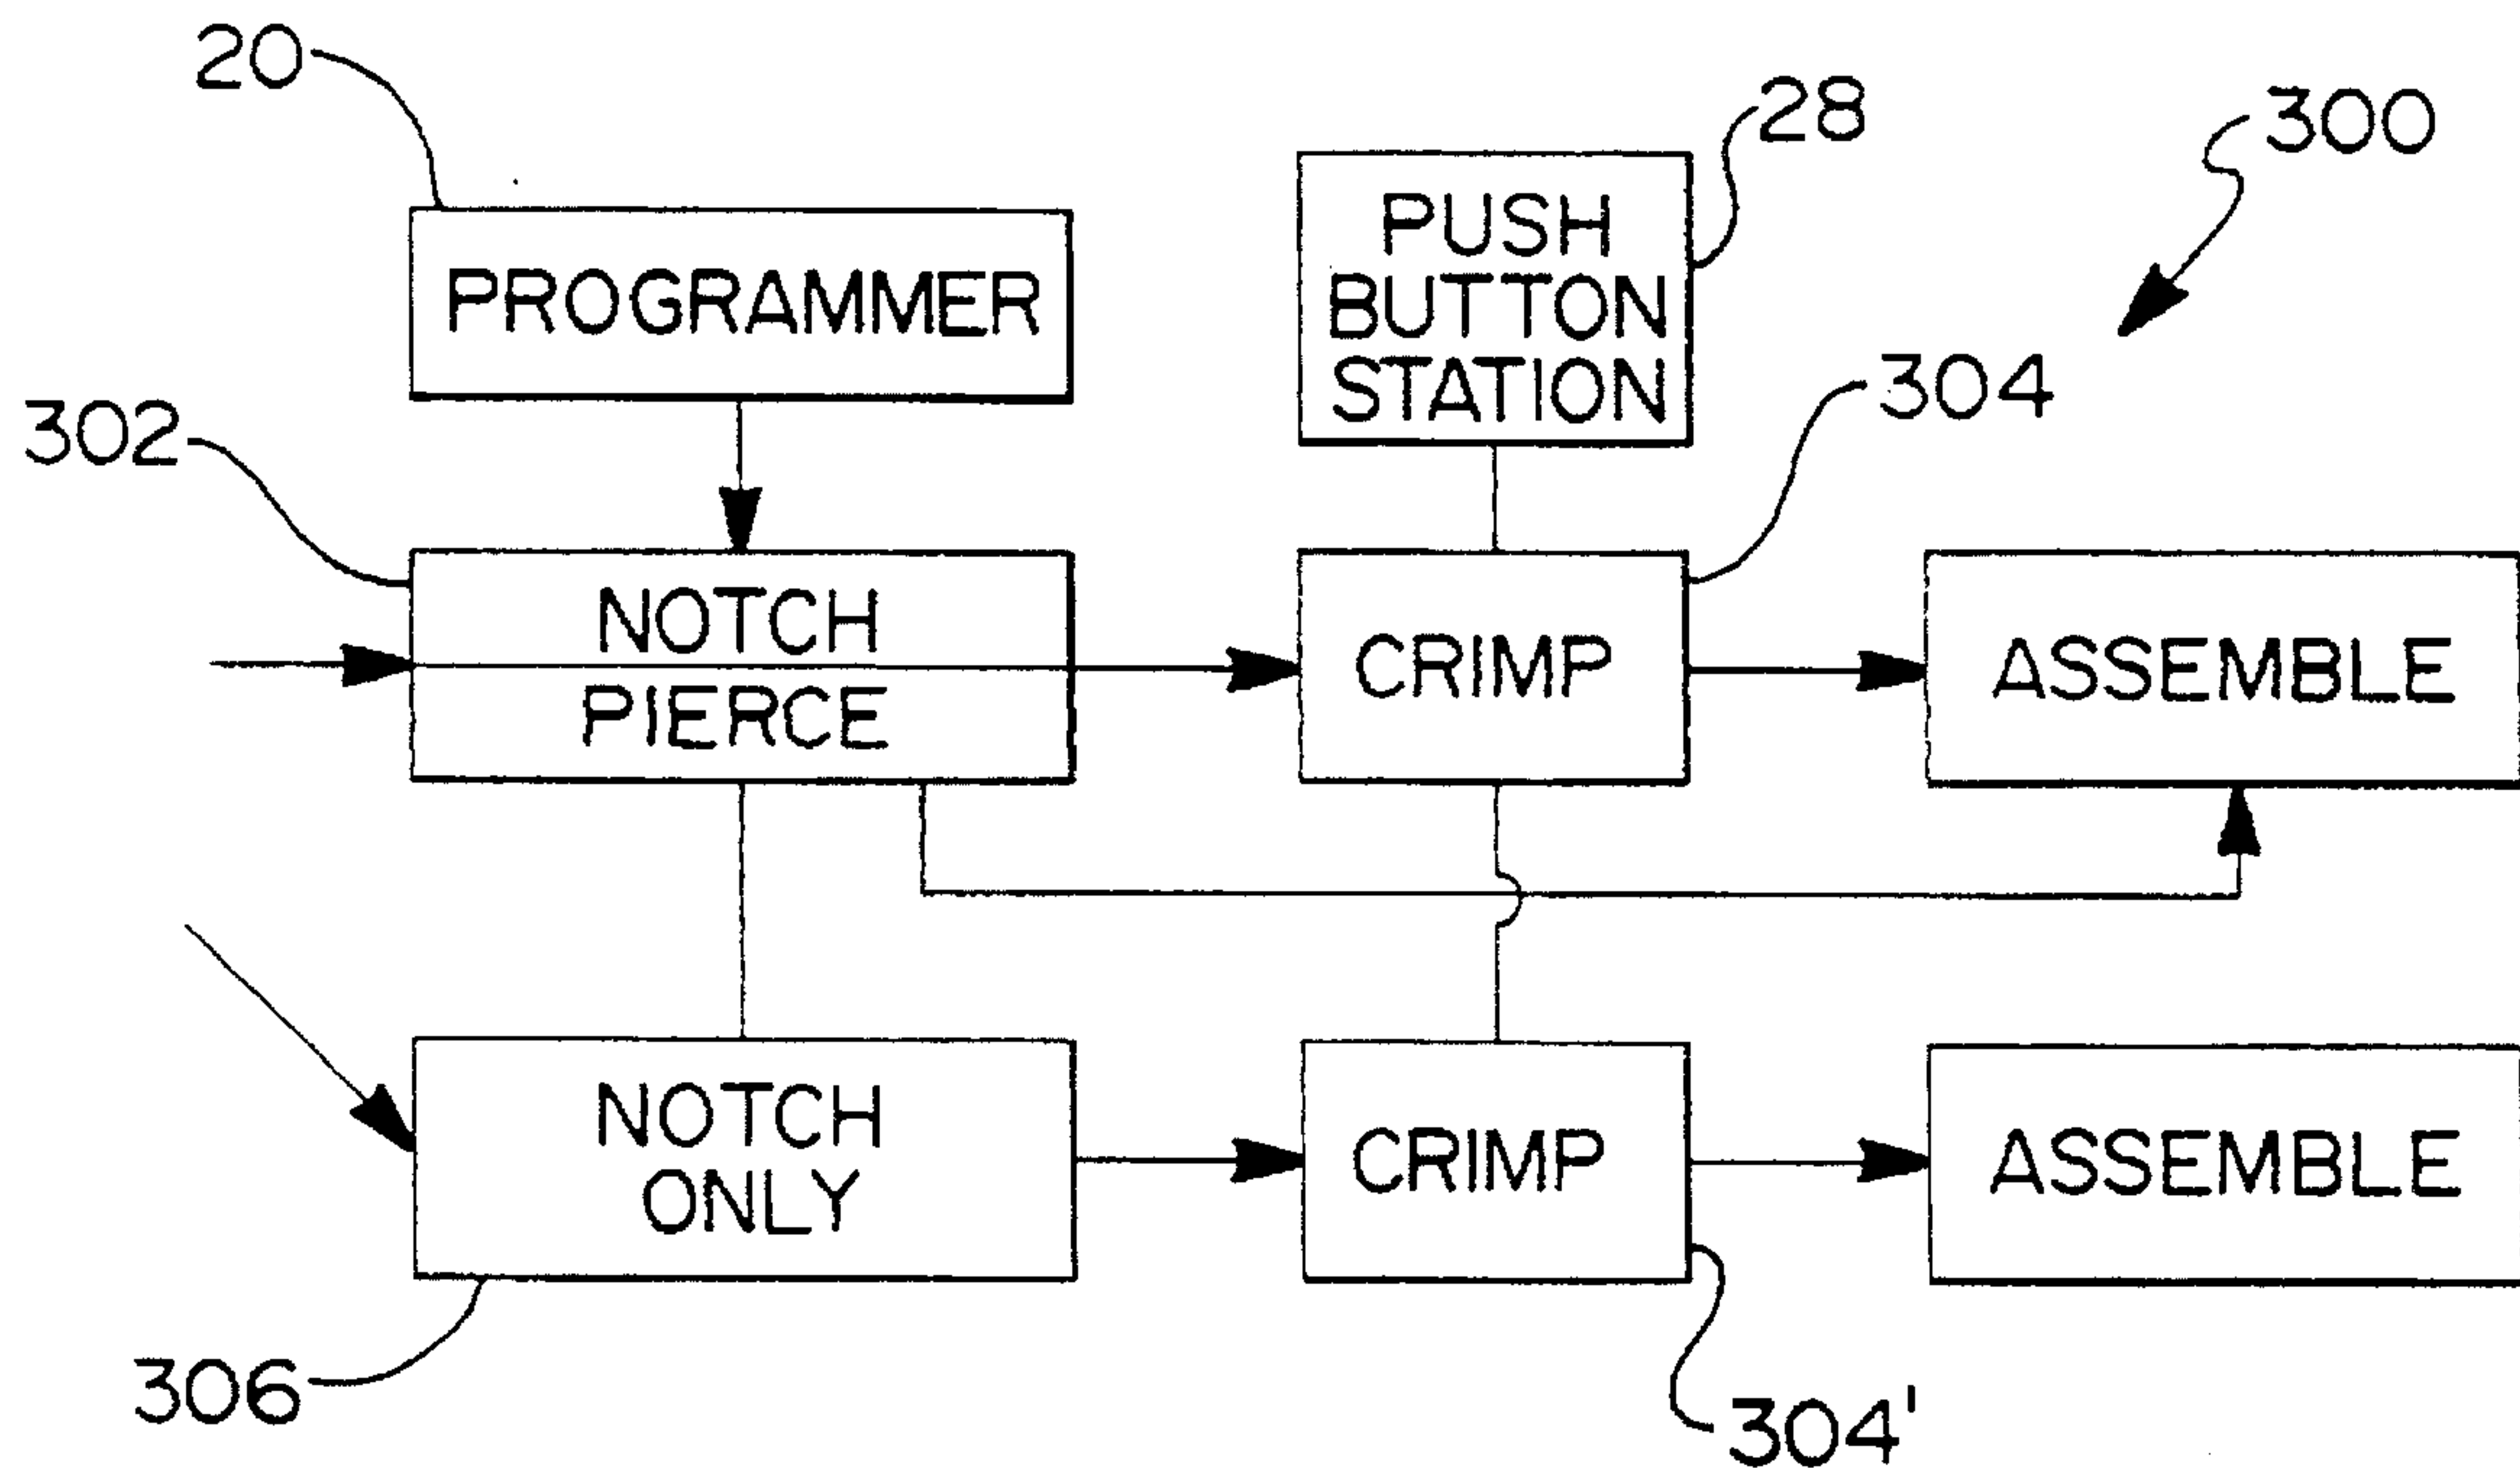 20
28
300
PROGRAMMER
PUSH
BUTTON
STATION
302
304
NOTCH
PIERCE
CRIMP
ASSEMBLE
NOTCH
ONLY
CRIMP
ASSEMBLE
306
304'